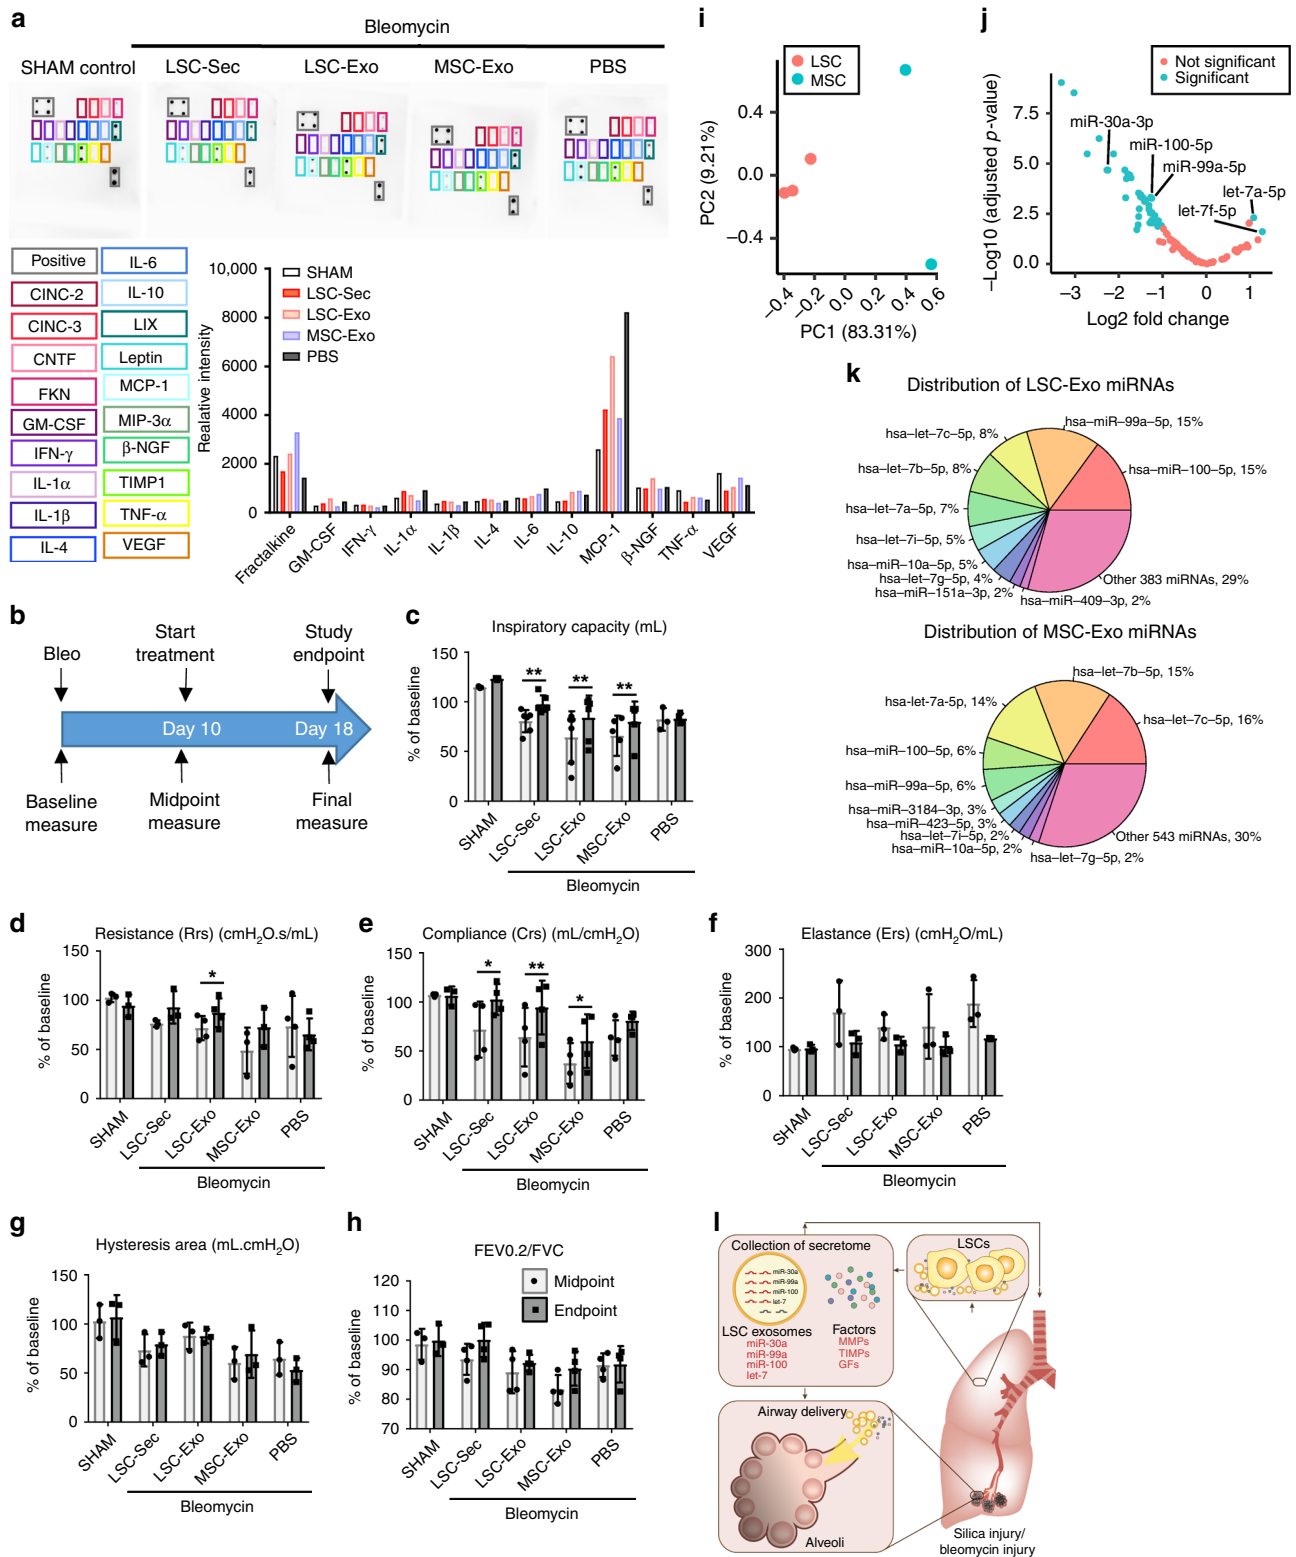 a
Bleomycin
SHAM control
LSC-Sec
LSC-Exo
MSC-Exo
PBS
Positive
IL-6
CINC-2
IL-10
CINC-3
LIX
CNTF
Leptin
FKN
MCP-1
GM-CSF
MIP-3α
IFN-γ
β-NGF
IL-1α
TIMP1
IL-1β
TNF-α
IL-4
VEGF
Realative intensity
10,000
8000
6000
4000
2000
0
SHAM
LSC-Sec
LSC-Exo
MSC-Exo
PBS
Fractalkine
GM-CSF
IFN-γ
IL-1α
IL-1β
IL-4
IL-6
IL-10
MCP-1
β-NGF
TNF-α
VEGF
b
Bleo
Start
treatment
Study
endpoint
Day 10
Day 18
Baseline
measure
Midpoint
measure
Final
measure
c
Inspiratory capacity (mL)
% of baseline
150
100
50
0
**
**
**
SHAM
LSC-Sec
LSC-Exo
MSC-Exo
PBS
Bleomycin
d
Resistance (Rrs) (cmH2O.s/mL)
% of baseline
150
100
50
0
*
SHAM
LSC-Sec
LSC-Exo
MSC-Exo
PBS
Bleomycin
e
Compliance (Crs) (mL/cmH2O)
% of baseline
150
100
50
0
*
**
*
SHAM
LSC-Sec
LSC-Exo
MSC-Exo
PBS
Bleomycin
f
Elastance (Ers) (cmH2O/mL)
% of baseline
300
200
100
0
SHAM
LSC-Sec
LSC-Exo
MSC-Exo
PBS
Bleomycin
g
Hysteresis area (mL.cmH2O)
% of baseline
150
100
50
0
SHAM
LSC-Sec
LSC-Exo
MSC-Exo
PBS
Bleomycin
h
FEV0.2/FVC
Midpoint
Endpoint
% of baseline
120
110
100
90
80
70
SHAM
LSC-Sec
LSC-Exo
MSC-Exo
PBS
Bleomycin
i
LSC
MSC
PC2 (9.21%)
0.4
0.0
−0.4
−0.4
−0.2
0.0
0.2
0.4
0.6
PC1 (83.31%)
j
Not significant
Significant
−Log10 (adjusted p-value)
7.5
5.0
2.5
0.0
miR-30a-3p
miR-100-5p
miR-99a-5p
let-7a-5p
let-7f-5p
−3
−2
−1
0
1
Log2 fold change
k
Distribution of LSC-Exo miRNAs
hsa–miR–99a–5p, 15%
hsa–let–7c–5p, 8%
hsa–miR–100–5p, 15%
hsa–let–7b–5p, 8%
hsa–let–7a–5p, 7%
hsa–let–7i–5p, 5%
hsa–miR–10a–5p, 5%
hsa–let–7g–5p, 4%
hsa–miR–151a–3p, 2%
hsa–miR–409–3p, 2%
Other 383 miRNAs, 29%
Distribution of MSC-Exo miRNAs
hsa–let–7b–5p, 15%
hsa–let-7a–5p, 14%
hsa–let–7c–5p, 16%
hsa–miR–100–5p, 6%
hsa–miR–99a–5p, 6%
hsa–miR–3184–3p, 3%
hsa–miR–423–5p, 3%
hsa–let–7i–5p, 2%
hsa–miR–10a–5p, 2%
hsa–let–7g–5p, 2%
Other 543 miRNAs, 30%
l
Collection of secretome
miR-30a
miR-99a
miR-100
let-7
LSC exosomes
miR-30a
miR-99a
miR-100
let-7
Factors
MMPs
TIMPs
GFs
LSCs
Airway delivery
Alveoli
Silica injury/
bleomycin injury